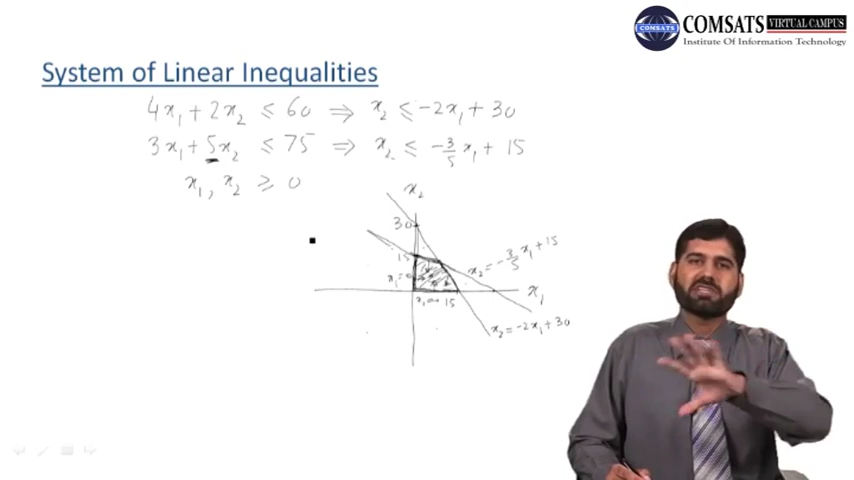 COMSATS VIRTUAL CAMPUS
COMSATS
Institute Of Information Technology
System of Linear Inequalities
4x₁ + 2x₂ ≤ 60 ⇒ x₂ ≤ -2x₁ + 30
3x₁ + 5x₂ ≤ 75 ⇒ x₂ ≤ -3/5 x₁ + 15
x₁, x₂ ≥ 0
x₂
30
x₂ = -3/5 x₁ + 15
15
x₁ = 0
x₁
15
x₂ = -2x₁ + 30